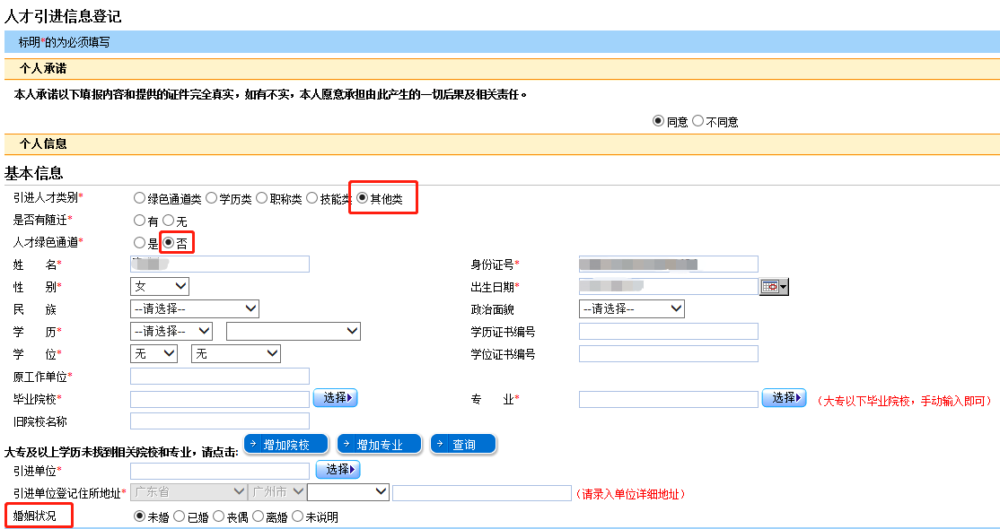 人才引进信息登记
标明*的为必须填写
个人承诺
本人承诺以下填报内容和提供的证件完全真实，如有不实，本人愿意承担由此产生的一切后果及相关责任。
同意 不同意
个人信息
基本信息
引进人才类别* 绿色通道类 学历类 职称类 技能类 其他类
是否有随迁* 有 无
人才绿色通道* 是 否
姓 名* 身份证号*
性 别* 女 出生日期*
民 族 --请选择-- 政治面貌 --请选择--
学 历* --请选择-- 学历证书编号
学 位* 无 无 学位证书编号
原工作单位*
毕业院校* 选择 专 业* 选择 （大专以下毕业院校，手动输入即可）
旧院校名称
大专及以上学历未找到相关院校和专业，请点击: 增加院校 增加专业 查询
引进单位* 选择
引进单位登记住所地址* 广东省 广州市 （请录入单位详细地址）
婚姻状况 未婚 已婚 丧偶 离婚 未说明